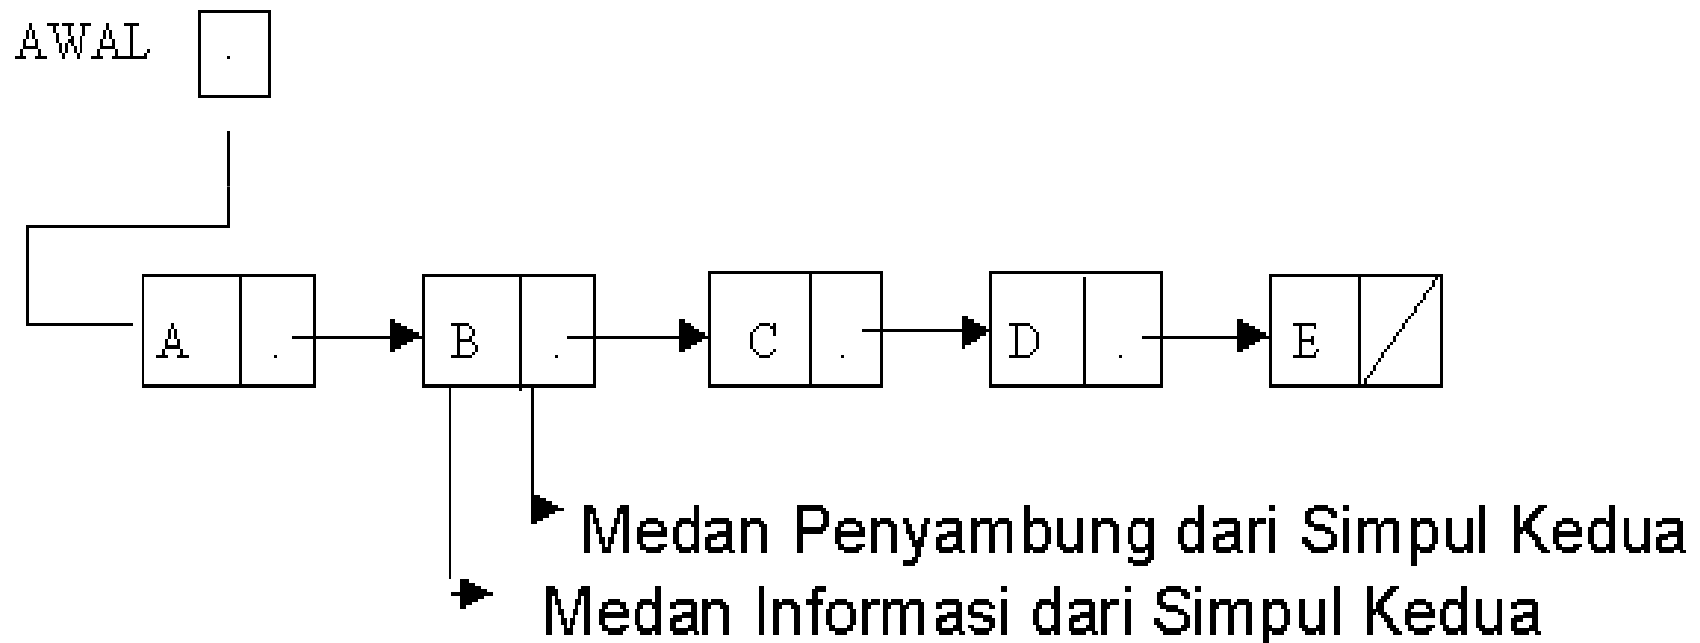 AWAL
A B C D E
Medan Penyambung dari Simpul Kedua
Medan Informasi dari Simpul Kedua